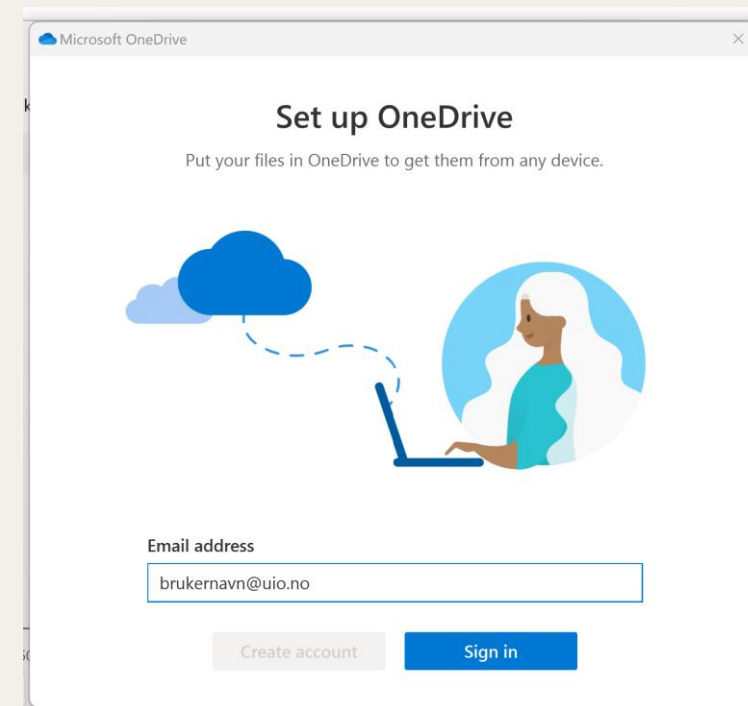 Microsoft OneDrive
Set up OneDrive
Put your files in OneDrive to get them from any device.
Email address
brukernavn@uio.no
Create account
Sign in